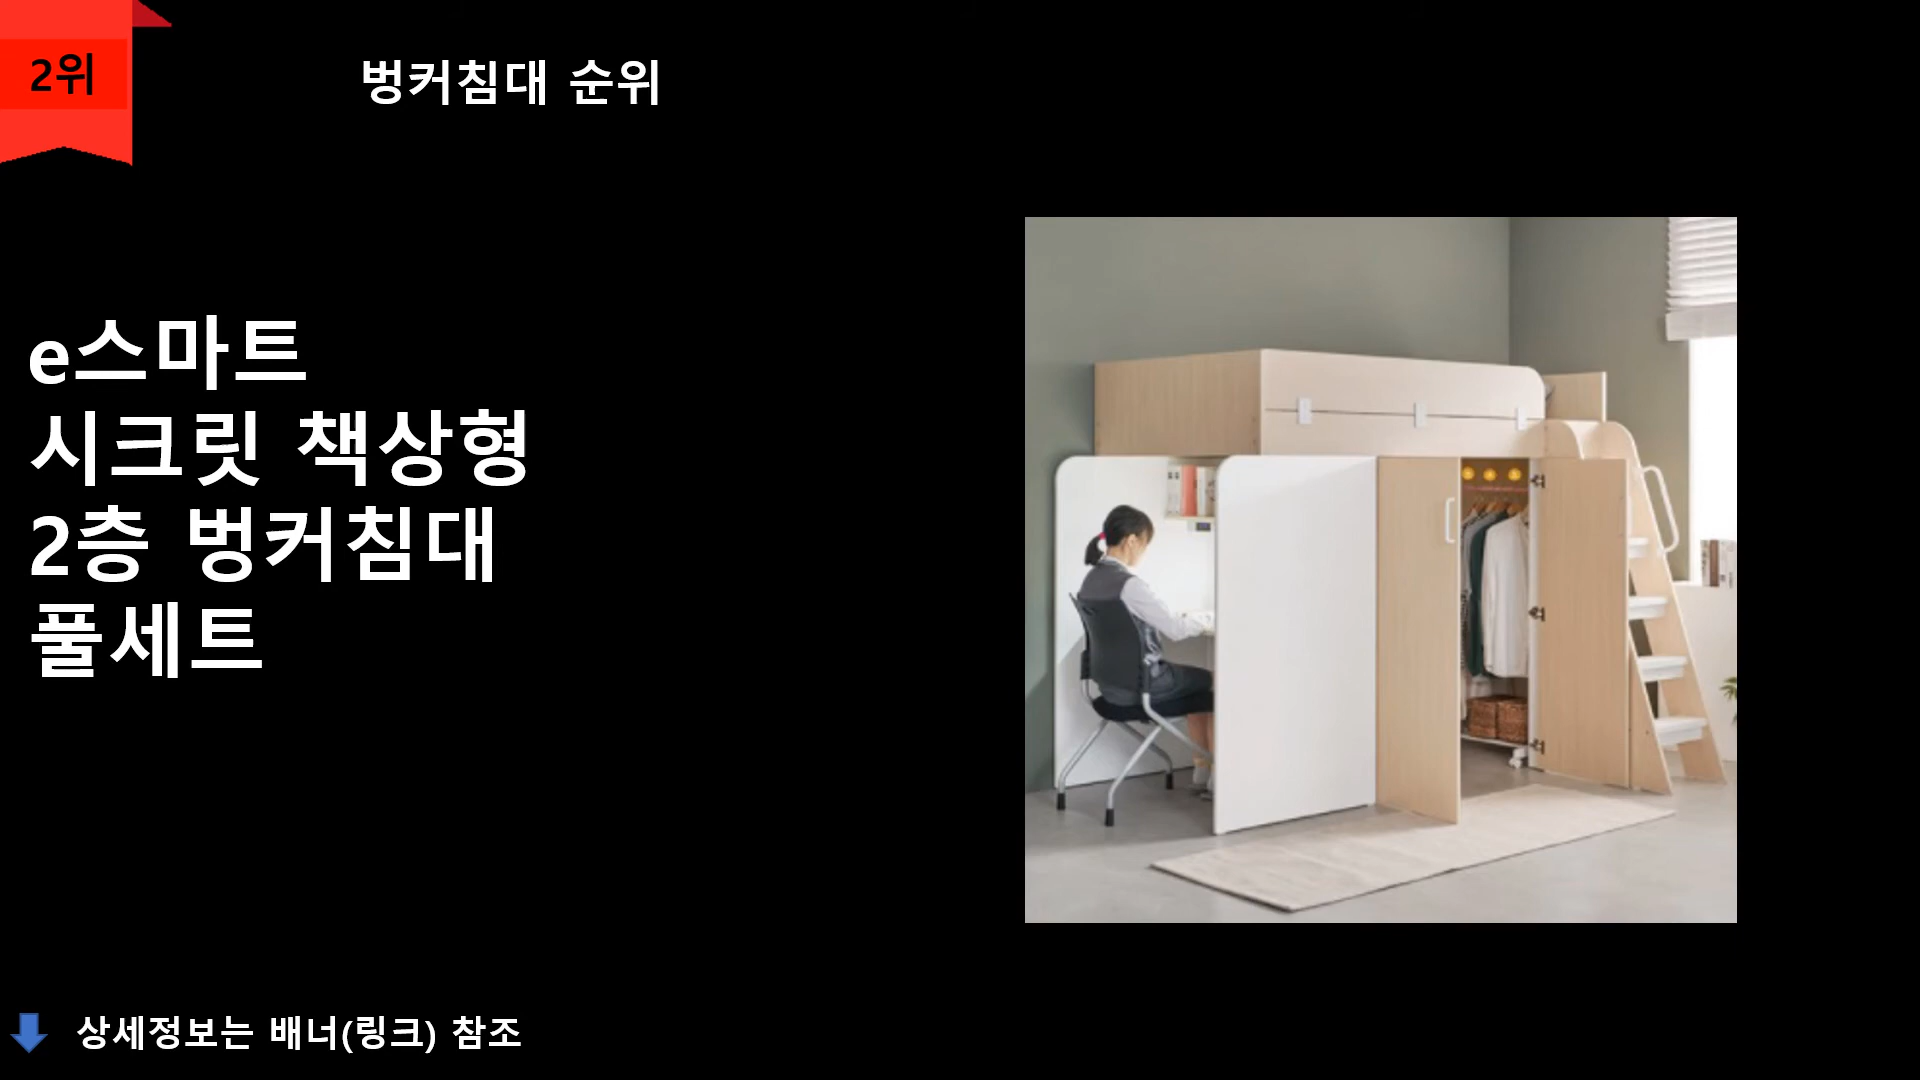 2위
벙커침대 순위
e스마트
시크릿 책상형
2층 벙커침대
풀세트
상세정보는 배너(링크) 참조